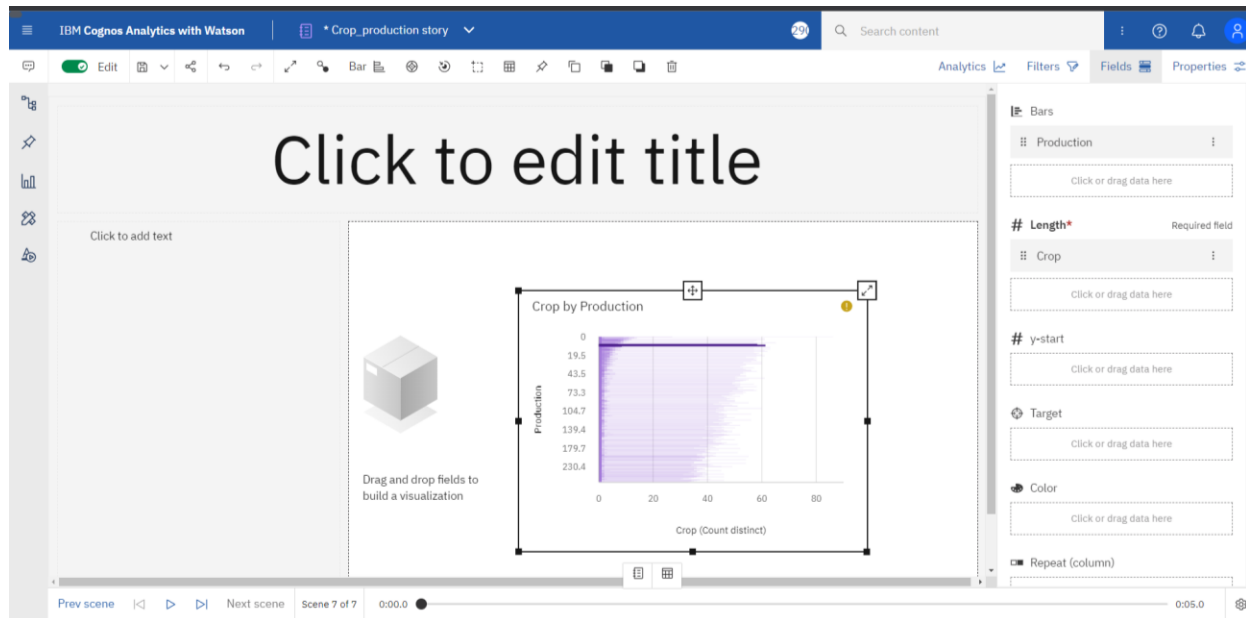 IBM Cognos Analytics with Watson
* Crop_production story
290
Search content
Edit
Bar
Analytics
Filters
Fields
Properties
Click to edit title
Click to add text
Drag and drop fields to
build a visualization
Crop by Production
Production
0
19.5
43.5
73.3
104.7
139.4
179.7
230.4
0 20 40 60 80
Crop (Count distinct)
Bars
Production
Click or drag data here
# Length* Required field
Crop
Click or drag data here
# y-start
Click or drag data here
Target
Click or drag data here
Color
Click or drag data here
Repeat (column)
Prev scene
Next scene
Scene 7 of 7
0:00.0
0:05.0